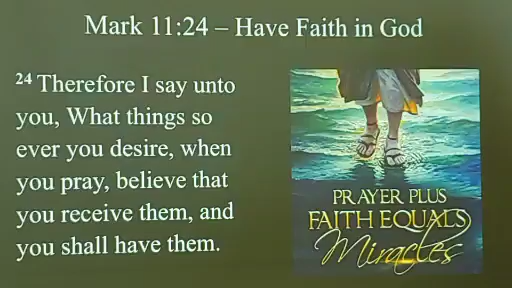 Mark 11:24 – Have Faith in God
24 Therefore I say unto
you, What things so
ever you desire, when
you pray, believe that
you receive them, and
you shall have them.
PRAYER PLUS
FAITH EQUALS
Miracles